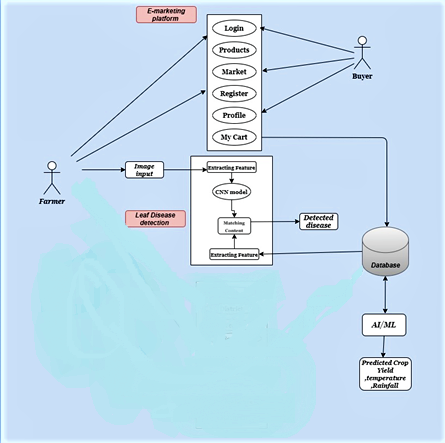 E-marketing
platform
Login
Products
Market
Register
Profile
My Cart
Buyer
Farmer
Image
input
Extracting Feature
CNN model
Leaf Disease
detection
Matching
Content
Detected
disease
Extracting Feature
Database
AI/ML
Predicted Crop
Yield
,temperature
,Rainfall